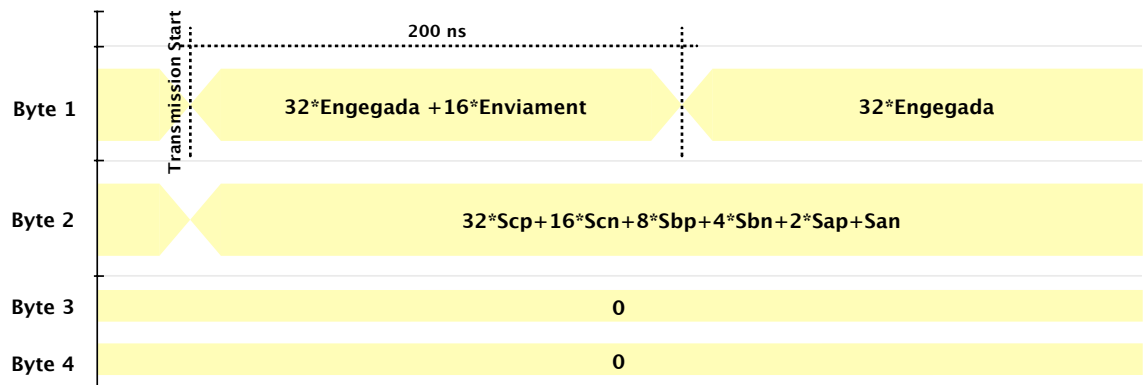 Transmission Start
200 ns
Byte 1
32*Engegada +16*Enviament
32*Engegada
Byte 2
32*Scp+16*Scn+8*Sbp+4*Sbn+2*Sap+San
Byte 3
0
Byte 4
0